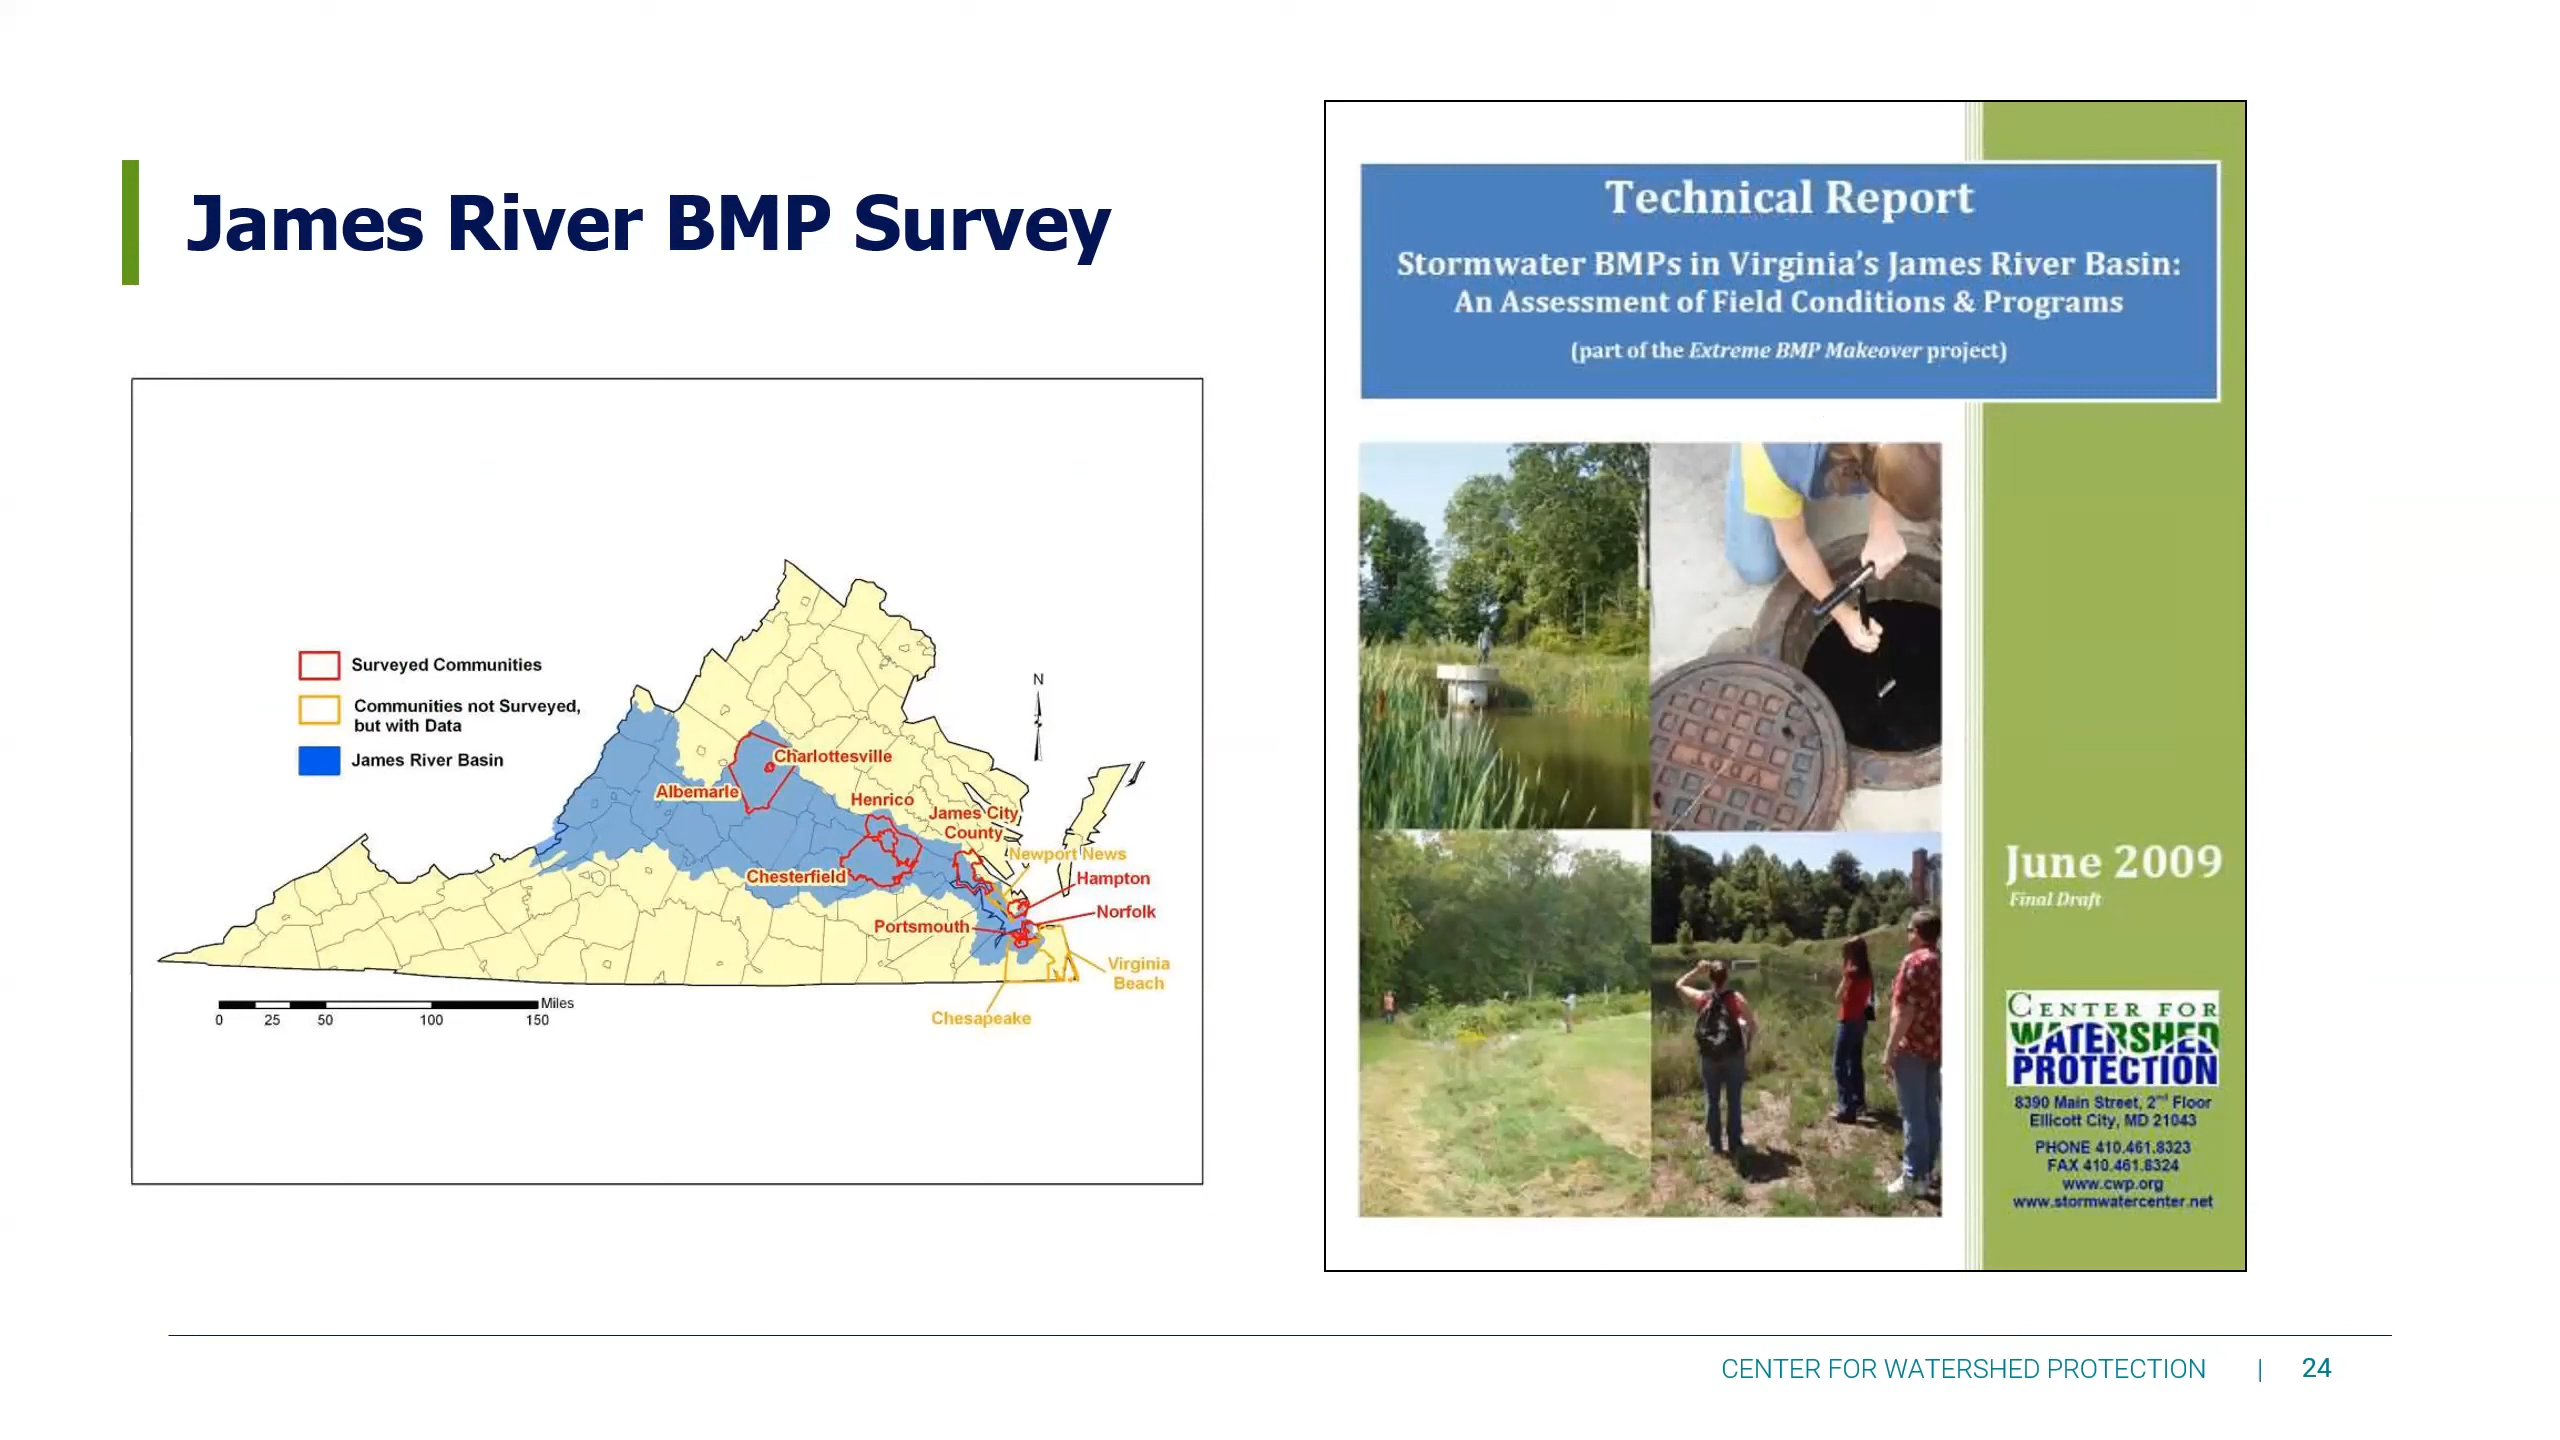 James River BMP Survey
Surveyed Communities
Communities not Surveyed,
but with Data
James River Basin
N
Charlottesville
Albemarle
Henrico
James City
County
Newport News
Chesterfield
Hampton
Norfolk
Portsmouth
Virginia
Beach
Chesapeake
Miles
0 25 50 100 150
Technical Report
Stormwater BMPs in Virginia's James River Basin:
An Assessment of Field Conditions & Programs
(part of the Extreme BMP Makeover project)
VDOT
June 2009
Final Draft
CENTER FOR
WATERSHED
PROTECTION
8390 Main Street, 2nd Floor
Ellicott City, MD 21043
PHONE 410.461.8323
FAX 410.461.8324
www.cwp.org
www.stormwatercenter.net
CENTER FOR WATERSHED PROTECTION | 24